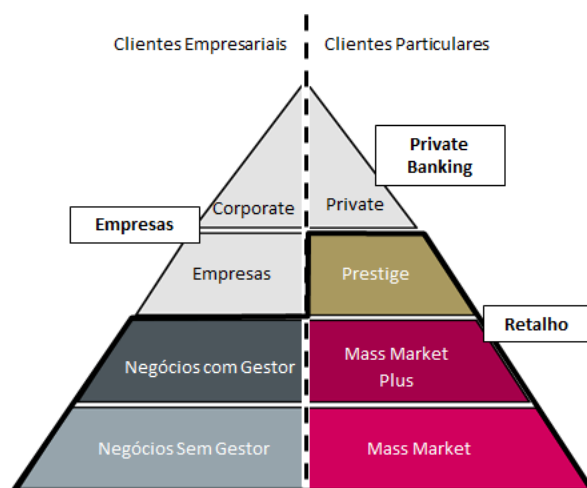 Clientes Empresariais
Clientes Particulares
Private
Banking
Corporate
Private
Empresas
Empresas
Prestige
Retalho
Negócios com Gestor
Mass Market
Plus
Negócios Sem Gestor
Mass Market